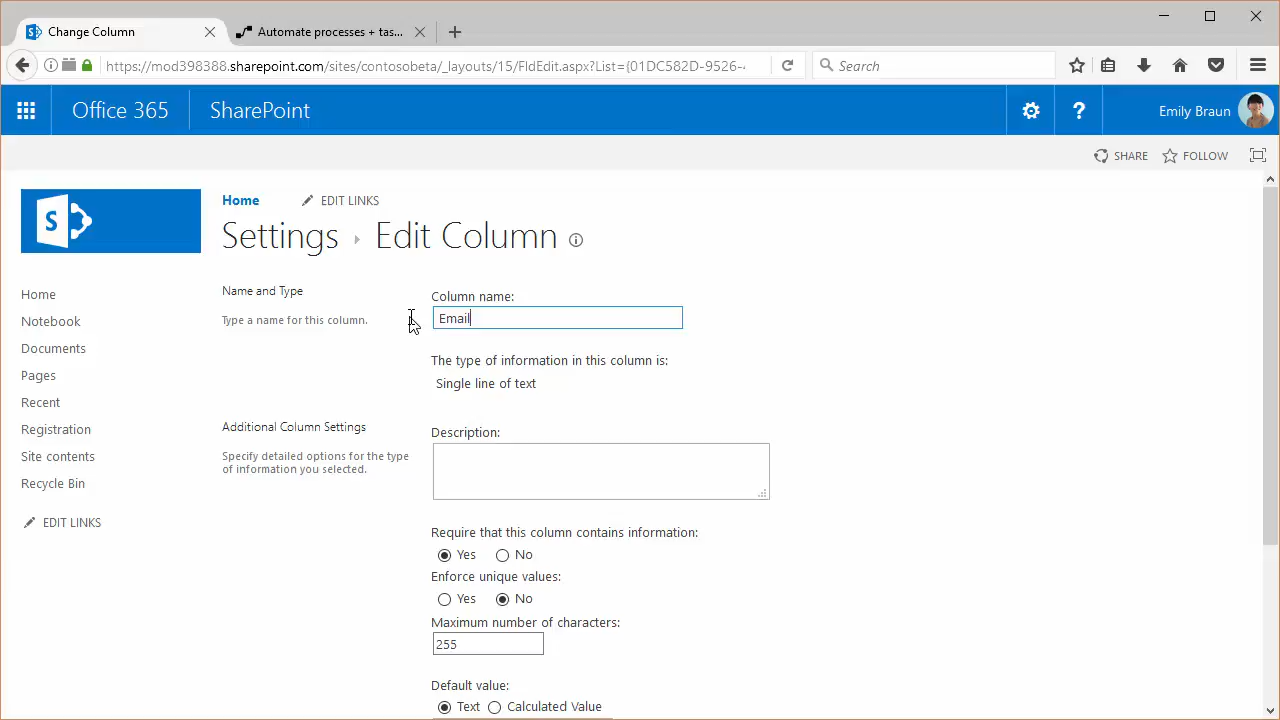 Change Column
Automate processes + tas...
https://mod398388.sharepoint.com/sites/contosobeta/_layouts/15/FldEdit.aspx?List={01DC582D-9526-4
Search
Office 365
SharePoint
?
Emily Braun
SHARE
FOLLOW
S
Home
EDIT LINKS
Settings
Edit Column
Name and Type
Column name:
Type a name for this column.
Email
The type of information in this column is:
Single line of text
Home
Notebook
Documents
Pages
Recent
Registration
Site contents
Recycle Bin
EDIT LINKS
Additional Column Settings
Specify detailed options for the type
of information you selected.
Description:
Require that this column contains information:
Yes No
Enforce unique values:
Yes No
Maximum number of characters:
255
Default value:
Text Calculated Value